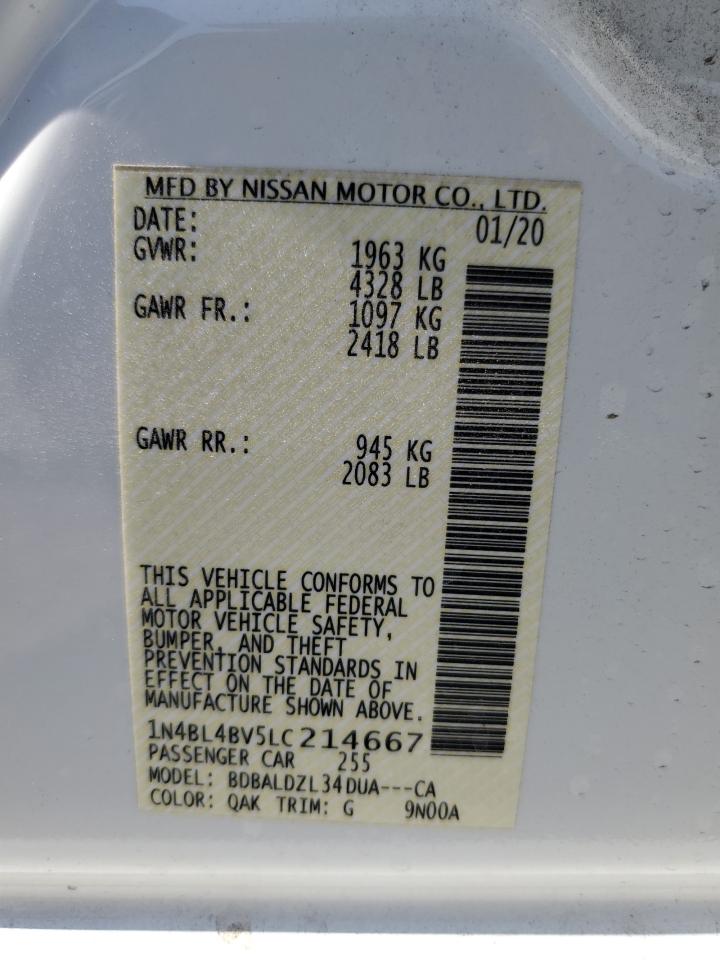 MFD BY NISSAN MOTOR CO., LTD.
DATE: 01/20
GVWR: 1963 KG
4328 LB
GAWR FR.: 1097 KG
2418 LB
GAWR RR.: 945 KG
2083 LB
THIS VEHICLE CONFORMS TO
ALL APPLICABLE FEDERAL
MOTOR VEHICLE SAFETY,
BUMPER, AND THEFT
PREVENTION STANDARDS IN
EFFECT ON THE DATE OF
MANUFACTURE SHOWN ABOVE.
1N4BL4BV5LC214667
PASSENGER CAR 255
MODEL: BDBALDZL34DUA---CA
COLOR: QAK TRIM: G 9N00A